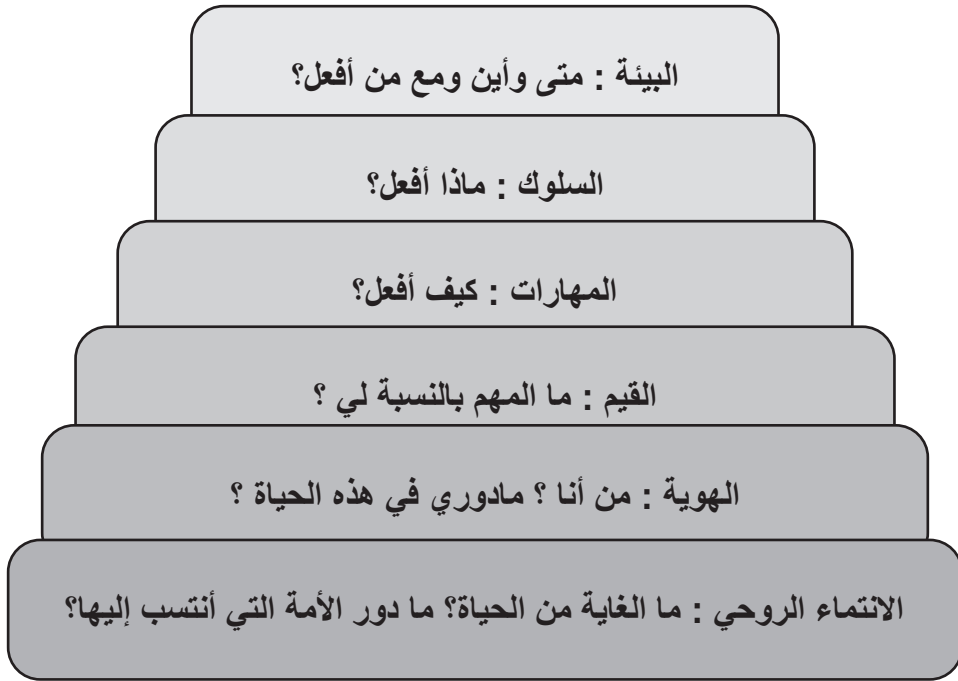 البيئة : متى وأين ومع من أفعل؟
السلوك : ماذا أفعل؟
المهارات : كيف أفعل؟
القيم : ما المهم بالنسبة لي ؟
الهوية : من أنا ؟ مادوري في هذه الحياة ؟
الانتماء الروحي : ما الغاية من الحياة؟ ما دور الأمة التي أنتسب إليها؟